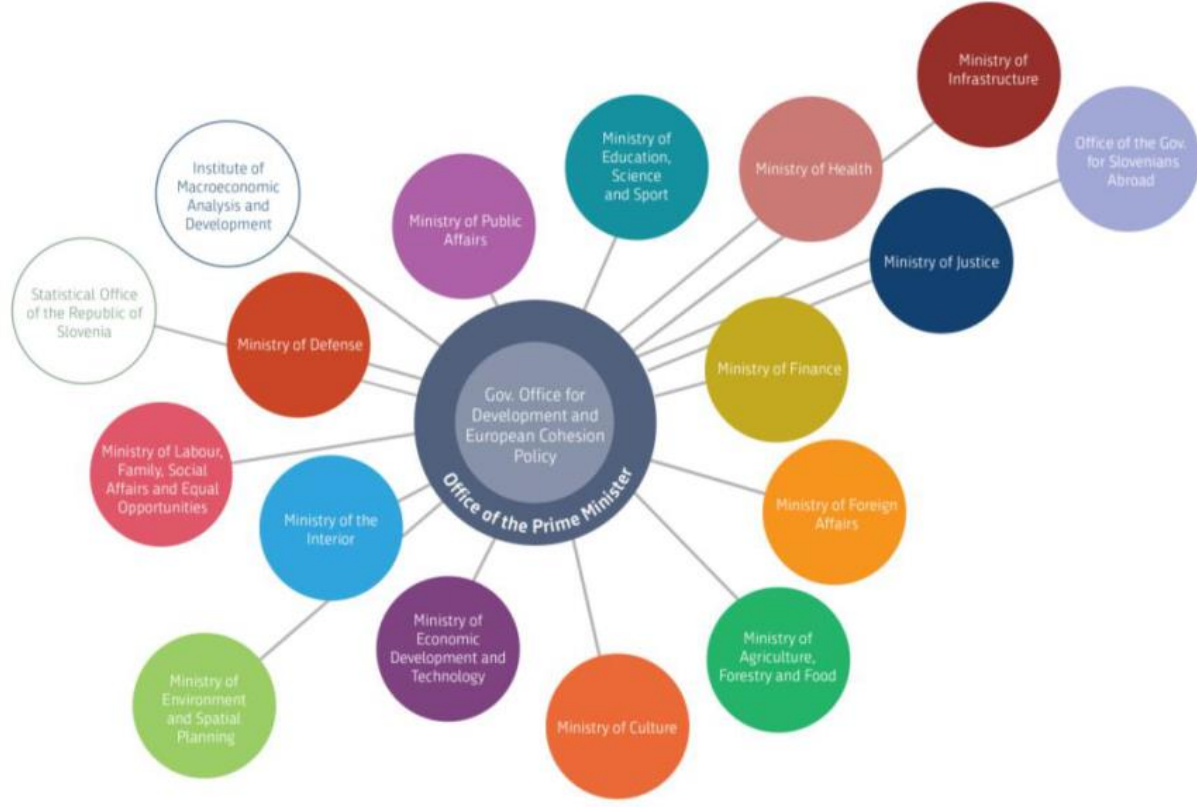 Ministry of
Infrastructure
Office of the Gov.
for Slovenians
Abroad
Ministry of
Education,
Science
and Sport
Ministry of Health
Institute of
Macroeconomic
Analysis and
Development
Ministry of Public
Affairs
Ministry of Justice
Statistical Office
of the Republic of
Slovenia
Ministry of Defense
Ministry of Finance
Gov. Office for
Development and
European Cohesion
Policy
Office of the Prime Minister
Ministry of Labour,
Family, Social
Affairs and Equal
Opportunities
Ministry of the
Interior
Ministry of Foreign
Affairs
Ministry of
Economic
Development and
Technology
Ministry of
Agriculture,
Forestry and Food
Ministry of
Environment
and Spatial
Planning
Ministry of Culture